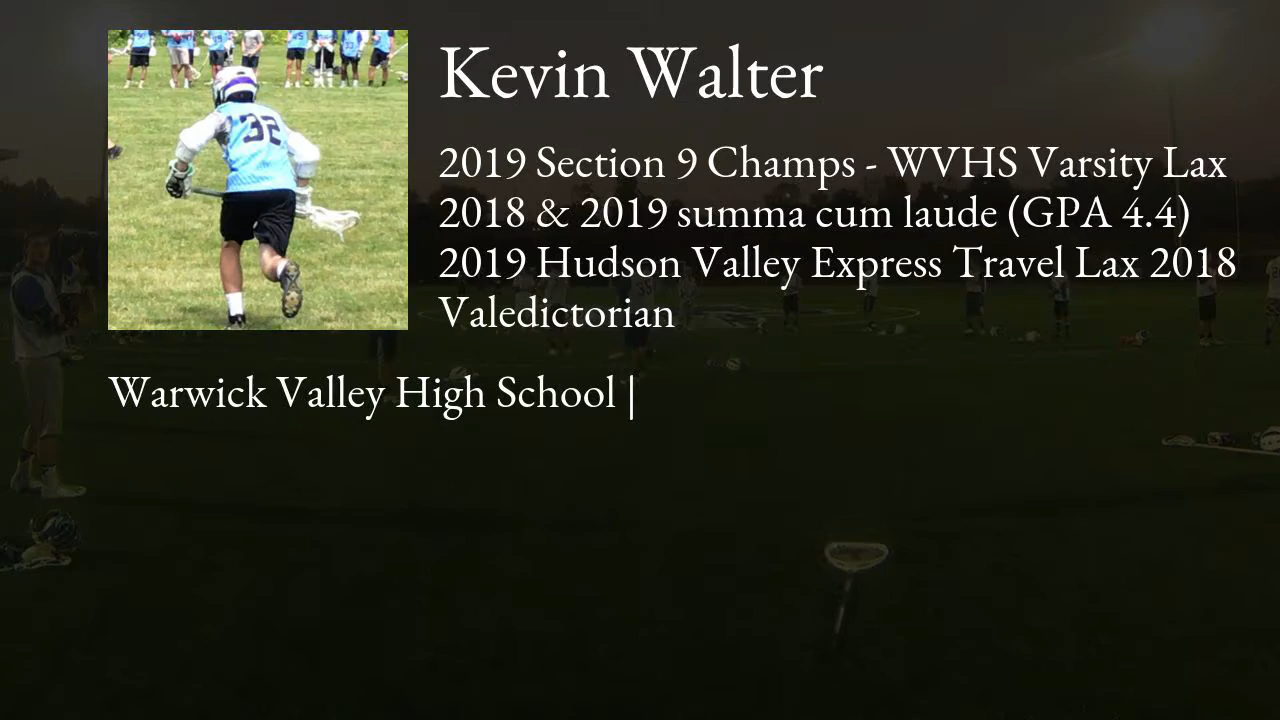 Kevin Walter
2019 Section 9 Champs - WVHS Varsity Lax
2018 & 2019 summa cum laude (GPA 4.4)
2019 Hudson Valley Express Travel Lax 2018
Valedictorian
32
Warwick Valley High School |